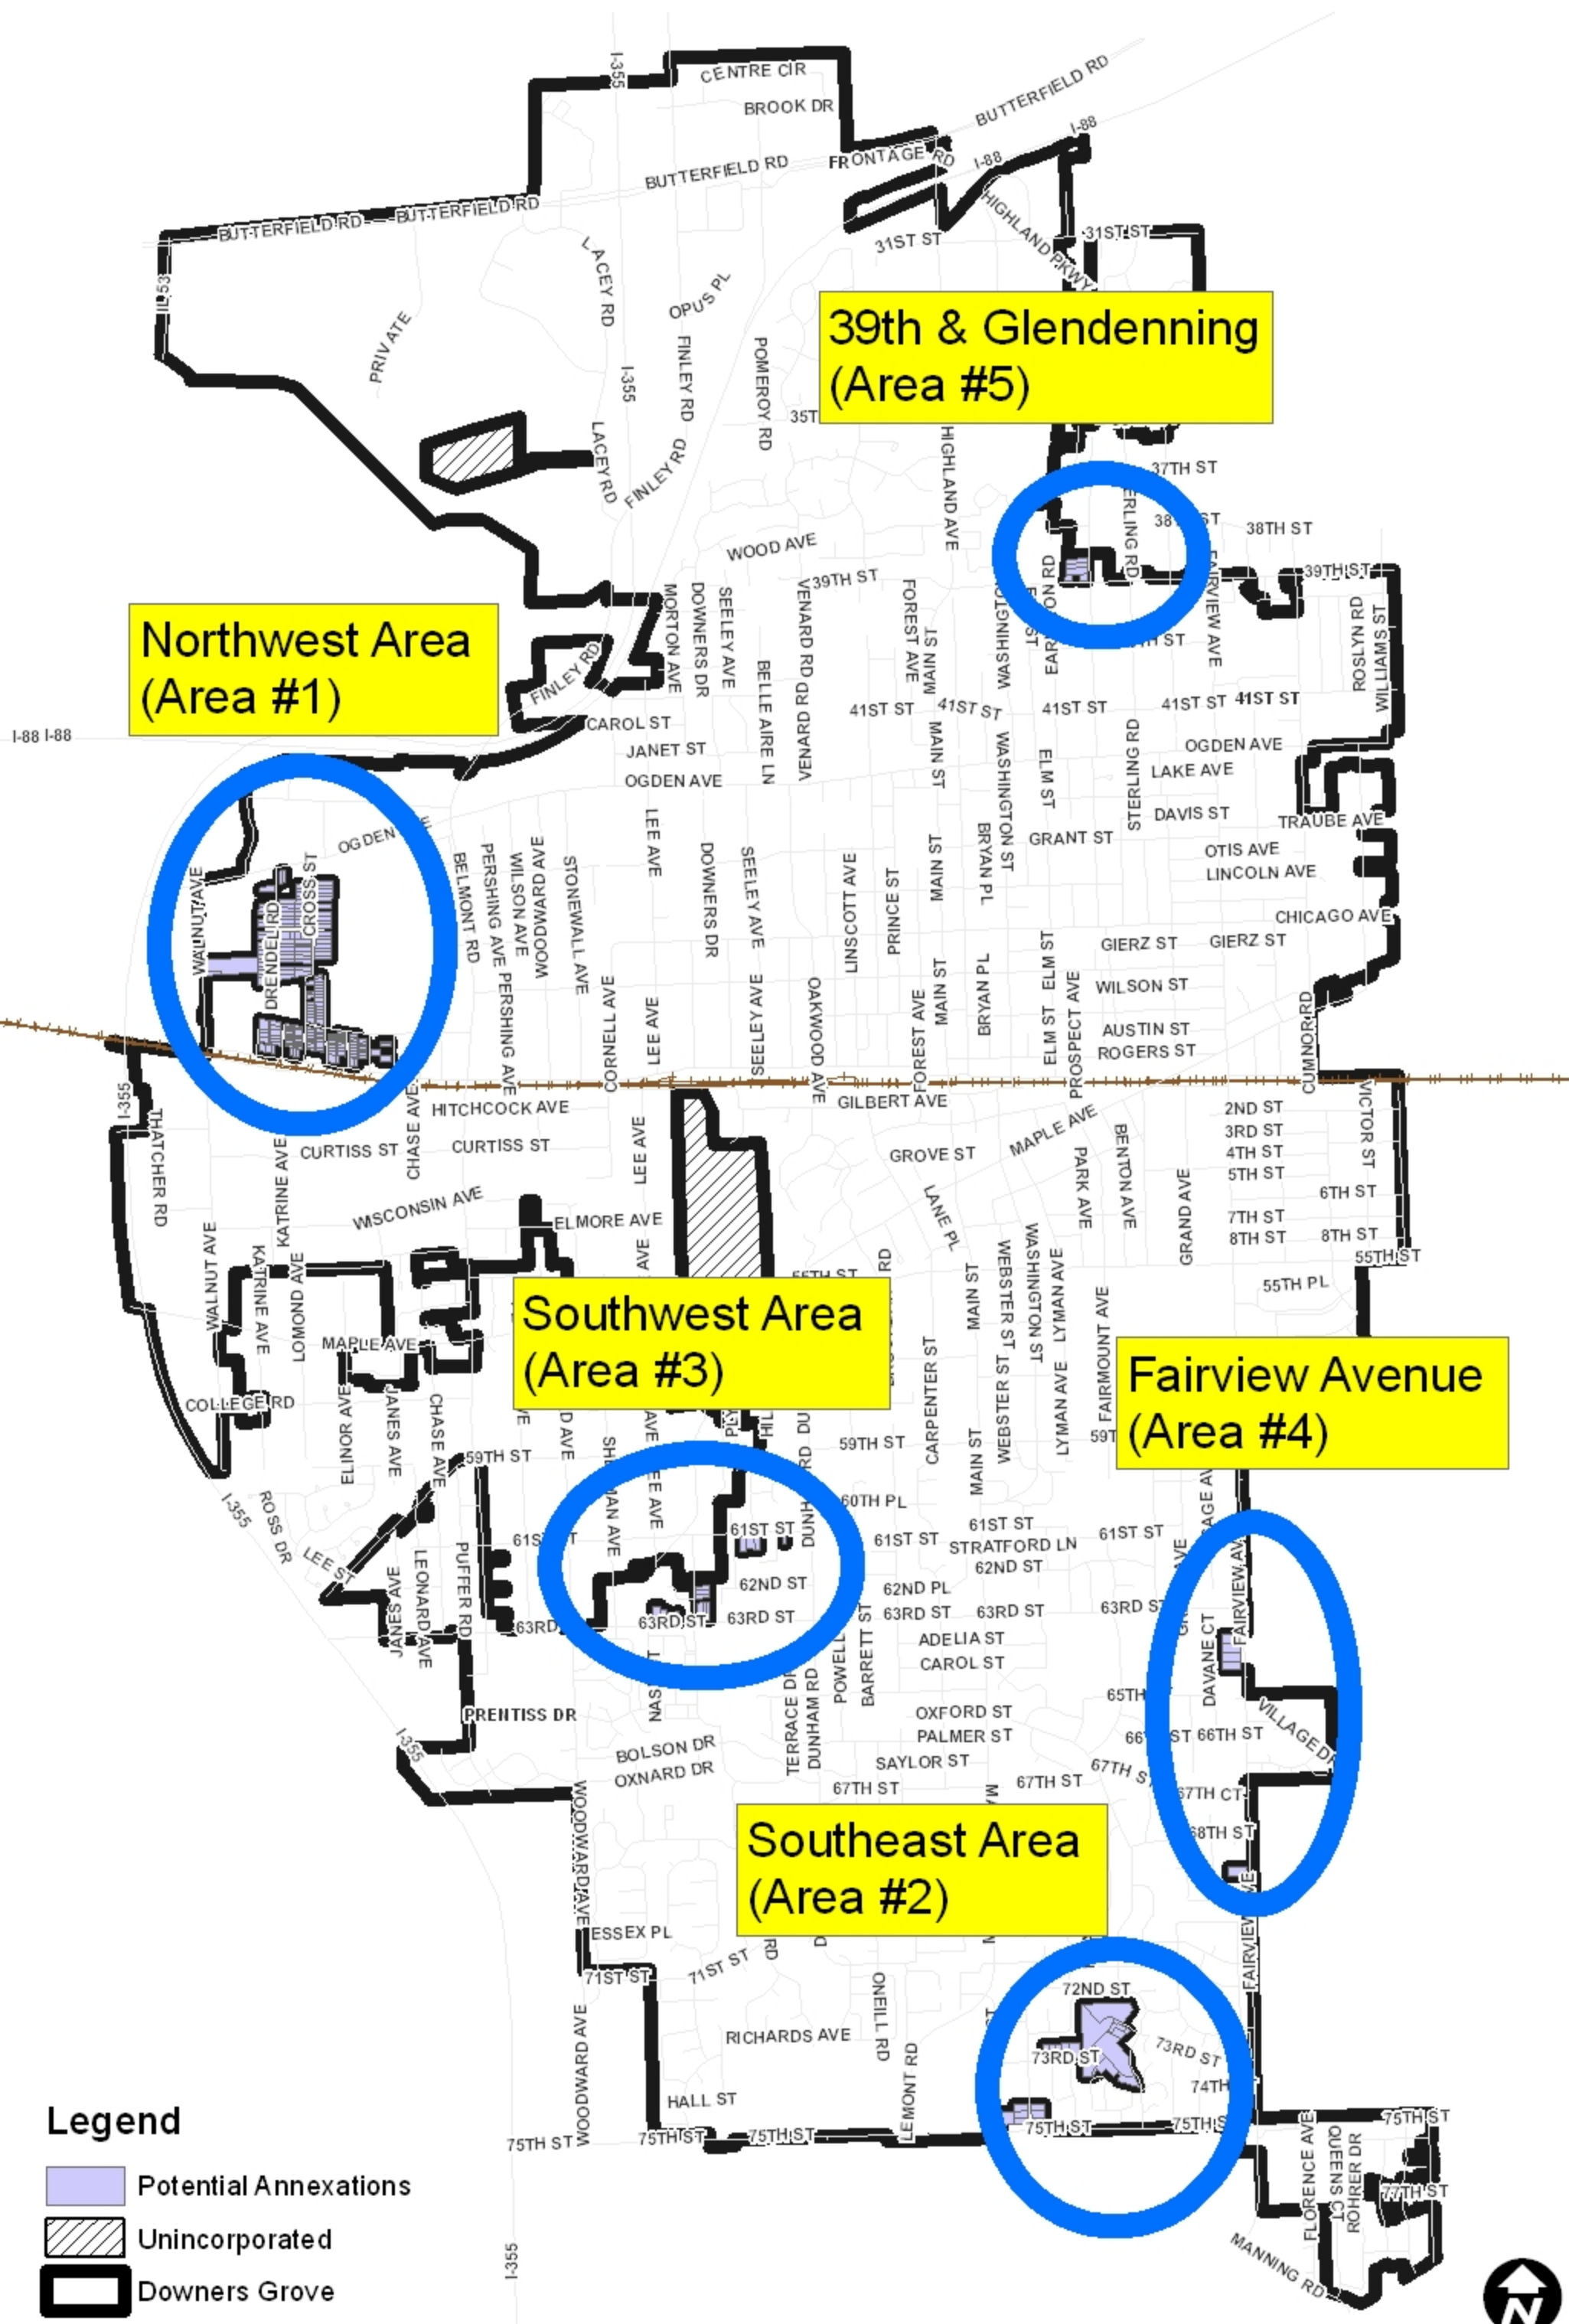 I-355
CENTRE CIR
BROOK DR
BUTTERFIELD RD
I-88
FRONTAGE RD
I-88
BUTTERFIELD RD
BUTTERFIELD RD
BUTTERFIELD RD
HIGHLAND PKWY
31ST ST
31ST ST
IL 53
LACEY RD
OPUS PL
PRIVATE
I-355
FINLEY RD
POMEROY RD
39th & Glendenning
(Area #5)
LACEY RD
FINLEY RD
HIGHLAND AVE
37TH ST
38TH ST
WOOD AVE
39TH ST
39TH ST
MORTON AVE
DOWNERS DR
SEELEY AVE
VENARD RD
FOREST AVE
MAIN ST
FAIRVIEW AVE
ROSLYN RD
WILLIAMS ST
Northwest Area
(Area #1)
FINLEY RD
BELLE AIRE LN
VENARD RD
41ST ST
41ST ST
41ST ST
41ST ST
41ST ST
I-88 I-88
CAROL ST
JANET ST
OGDEN AVE
MAIN ST
WASHINGTON ST
ELM ST
STERLING RD
OGDEN AVE
LAKE AVE
DAVIS ST
TRAUBE AVE
GRANT ST
OTIS AVE
LINCOLN AVE
CHICAGO AVE
WALNUT AVE
DRENDEL RD
CROSS ST
BELMONT RD
PERSHING AVE
WILSON AVE
WOODWARD AVE
STONEWALL AVE
LEE AVE
DOWNERS DR
SEELEY AVE
LINSCOTT AVE
PRINCE ST
MAIN ST
BRYAN PL
GIERZ ST
GIERZ ST
WILSON ST
AUSTIN ST
ROGERS ST
PERSHING AVE
CORNELL AVE
LEE AVE
SEELEY AVE
OAKWOOD AVE
FOREST AVE
MAIN ST
BRYAN PL
ELM ST
ELM ST
PROSPECT AVE
CUMNOR RD
I-355
THATCHER RD
HITCHCOCK AVE
GILBERT AVE
CURTISS ST
CURTISS ST
CHASE AVE
LEE AVE
GROVE ST
MAPLE AVE
2ND ST
3RD ST
4TH ST
5TH ST
6TH ST
7TH ST
8TH ST
8TH ST
55TH ST
55TH PL
VICTOR ST
KATRINE AVE
WISCONSIN AVE
ELMORE AVE
LANE PL
PARK AVE
BENTON AVE
GRAND AVE
WALNUT AVE
KATRINE AVE
LOMOND AVE
MAPLE AVE
COLLEGE RD
Southwest Area
(Area #3)
MAIN ST
WEBSTER ST
WASHINGTON ST
LYMAN AVE
FAIRMOUNT AVE
CARPENTER ST
WEBSTER ST
LYMAN AVE
Fairview Avenue
(Area #4)
ELINOR AVE
JANES AVE
CHASE AVE
59TH ST
59TH ST
MAIN ST
60TH PL
I-355
ROSS DR
LEE ST
JANES AVE
LEONARD AVE
PUFFER RD
61ST ST
61ST ST
61ST ST
61ST ST
STRATFORD LN
62ND ST
62ND ST
62ND PL
63RD ST
63RD ST
63RD ST
63RD ST
ADELIA ST
CAROL ST
BARRETT ST
DAVANE CT
FAIRVIEW AVE
PRENTISS DR
OXFORD ST
PALMER ST
SAYLOR ST
66TH ST
VILLAGE DR
TERRACE DR
DUNHAM RD
I-355
BOLSON DR
OXNARD DR
67TH ST
67TH ST
67TH ST
67TH CT
68TH ST
WOODWARD AVE
Southeast Area
(Area #2)
ESSEX PL
71ST ST
71ST ST
72ND ST
73RD ST
73RD ST
RICHARDS AVE
ONEILL RD
LEMONT RD
WOODWARD AVE
HALL ST
75TH ST
75TH ST
75TH ST
75TH ST
75TH ST
FLORENCE AVE
QUEENS CT
ROHRER DR
77TH ST
MANNING RD
I-355
Legend
Potential Annexations
Unincorporated
Downers Grove
N